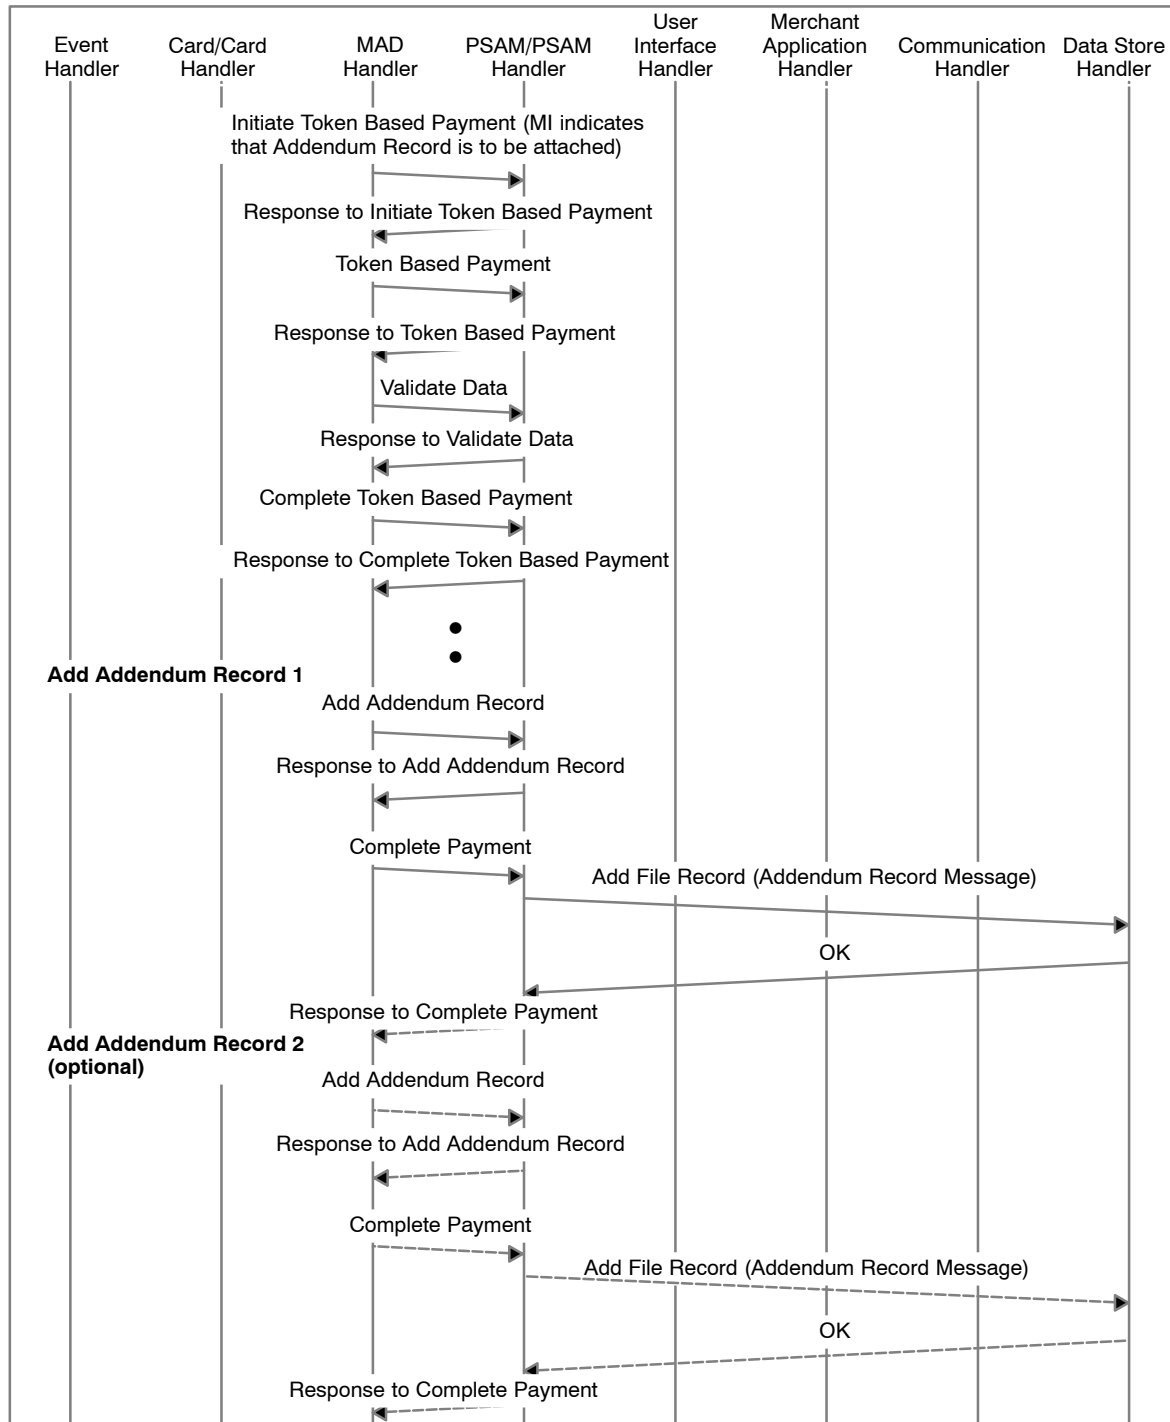 Event Handler
Card/Card Handler
MAD Handler
PSAM/PSAM Handler
User Interface Handler
Merchant Application Handler
Communication Handler
Data Store Handler
Initiate Token Based Payment (MI indicates
that Addendum Record is to be attached)
Response to Initiate Token Based Payment
Token Based Payment
Response to Token Based Payment
Validate Data
Response to Validate Data
Complete Token Based Payment
Response to Complete Token Based Payment
Add Addendum Record 1
Add Addendum Record
Response to Add Addendum Record
Complete Payment
Add File Record (Addendum Record Message)
OK
Response to Complete Payment
Add Addendum Record 2
(optional)
Add Addendum Record
Response to Add Addendum Record
Complete Payment
Add File Record (Addendum Record Message)
OK
Response to Complete Payment